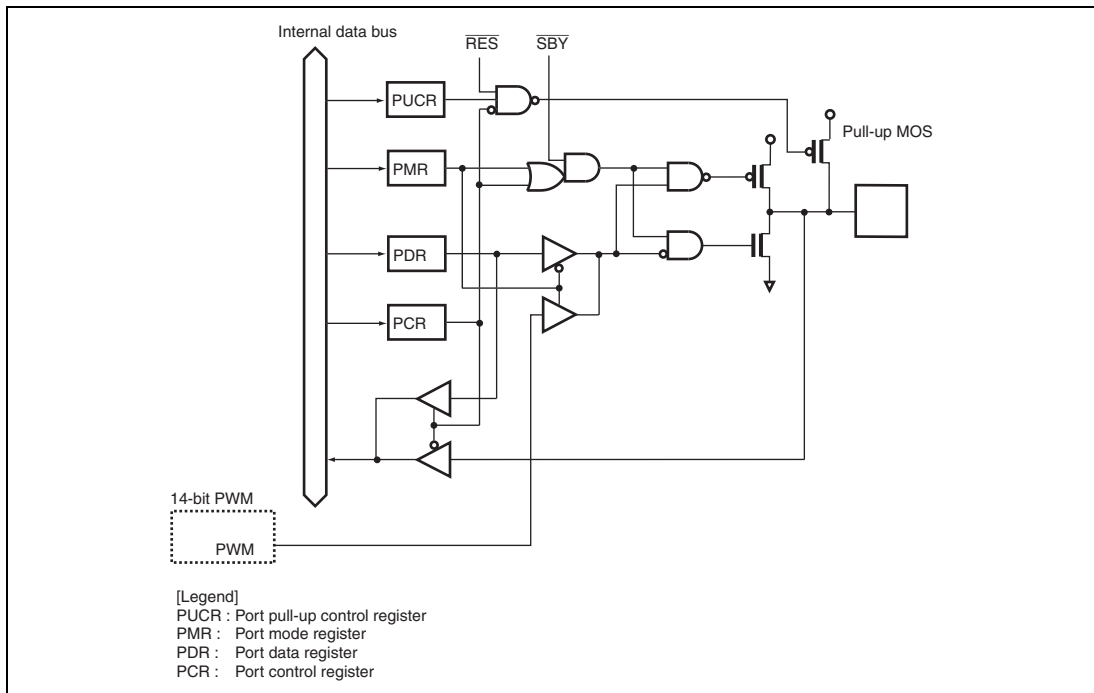 Internal data bus
RES
SBY
PUCR
Pull-up MOS
PMR
PDR
PCR
14-bit PWM
PWM
[Legend]
PUCR : Port pull-up control register
PMR : Port mode register
PDR : Port data register
PCR : Port control register